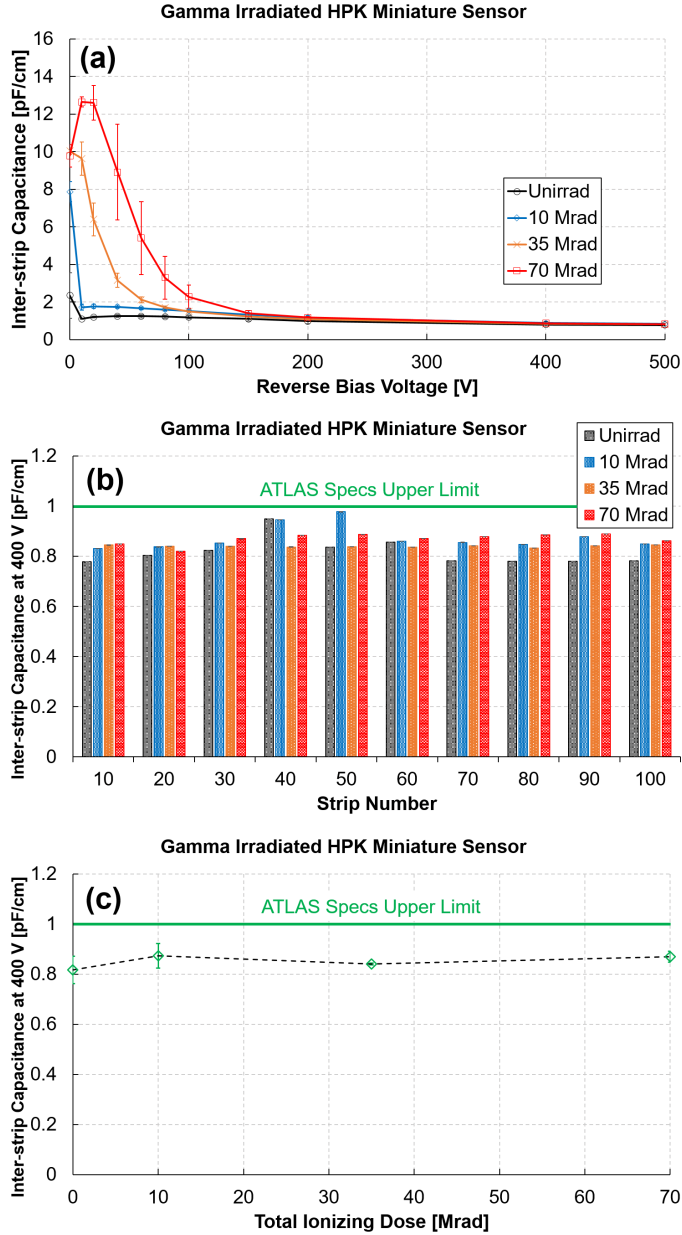 Gamma Irradiated HPK Miniature Sensor
(a)
Inter-strip Capacitance [pF/cm]
16
14
12
10
8
6
4
2
0
Unirrad
10 Mrad
35 Mrad
70 Mrad
0 100 200 300 400 500
Reverse Bias Voltage [V]
Gamma Irradiated HPK Miniature Sensor
(b)
Inter-strip Capacitance at 400 V [pF/cm]
Unirrad
10 Mrad
35 Mrad
70 Mrad
ATLAS Specs Upper Limit
1.2
1
0.8
0.6
0.4
0.2
0
10 20 30 40 50 60 70 80 90 100
Strip Number
Gamma Irradiated HPK Miniature Sensor
(c)
Inter-strip Capacitance at 400 V [pF/cm]
ATLAS Specs Upper Limit
1.2
1
0.8
0.6
0.4
0.2
0
0 10 20 30 40 50 60 70
Total Ionizing Dose [Mrad]